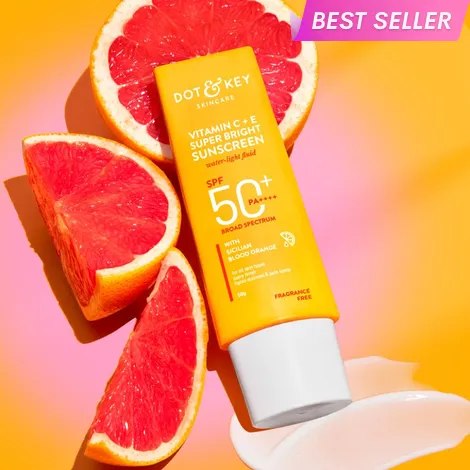 BEST SELLER
DOT & KEY
SKINCARE
VITAMIN C + E
SUPER BRIGHT
SUNSCREEN
water-light fluid
SPF
50+
PA++++
BROAD SPECTRUM
WITH
SICILIAN
BLOOD ORANGE
FRAGRANCE
FREE